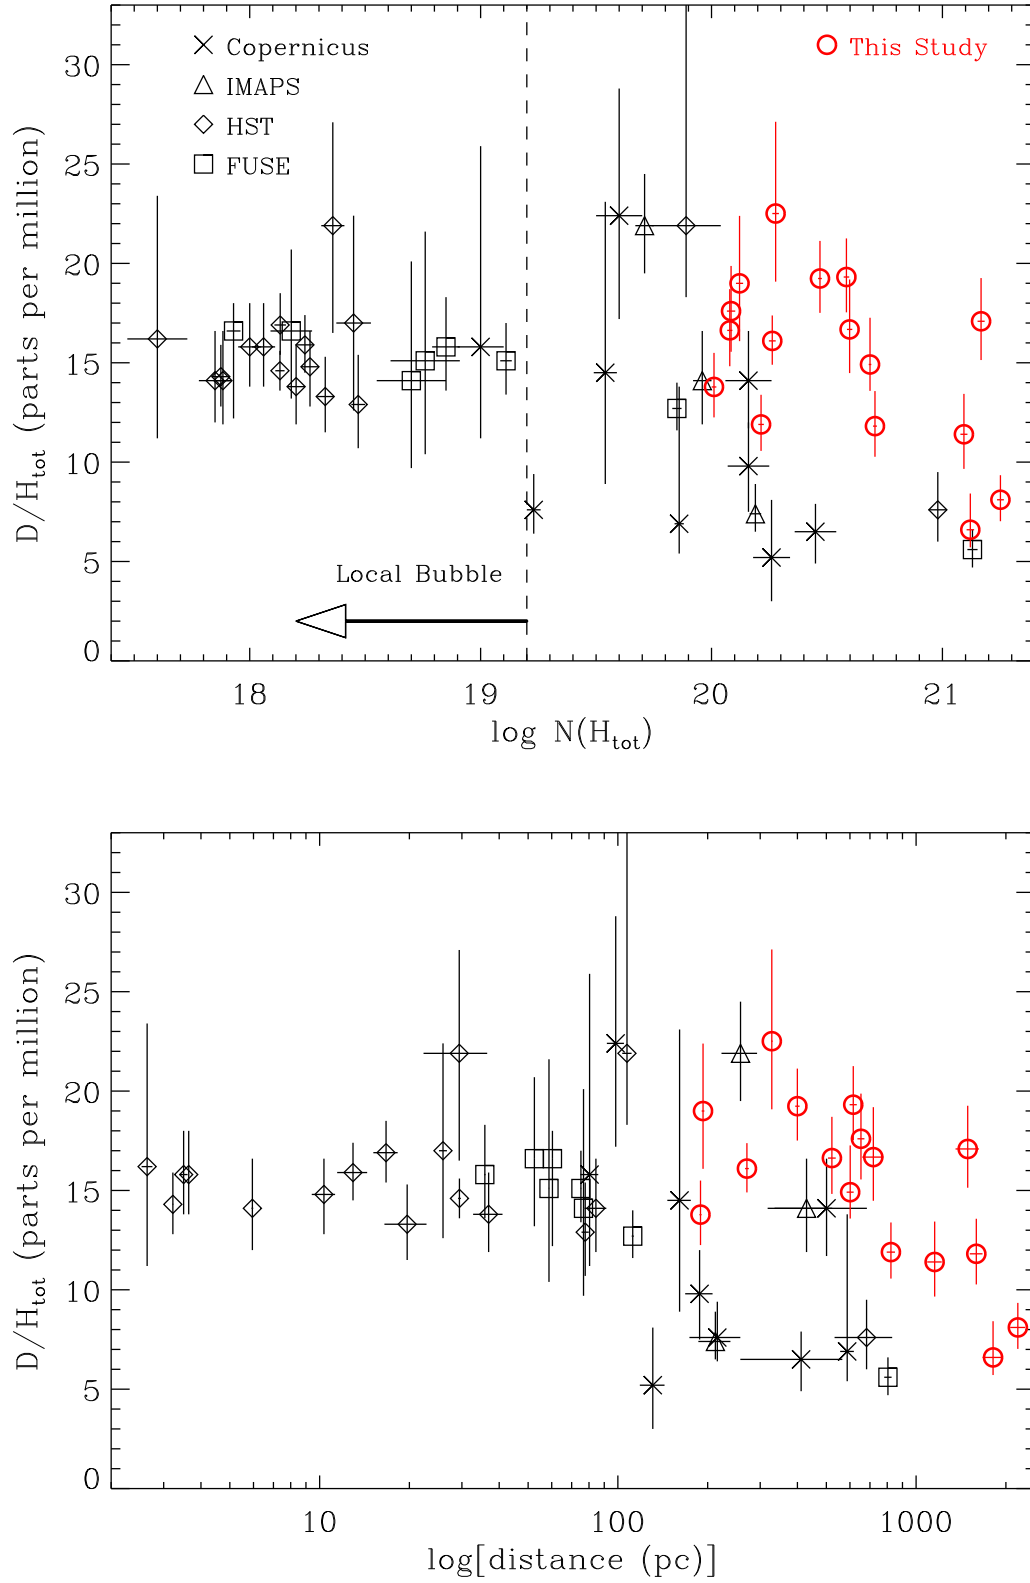 30
25
20
15
10
5
0
D/H_tot (parts per million)
Copernicus
IMAPS
HST
FUSE
This Study
Local Bubble
18 19 20 21
log N(H_tot)
30
25
20
15
10
5
0
D/H_tot (parts per million)
10 100 1000
log[distance (pc)]